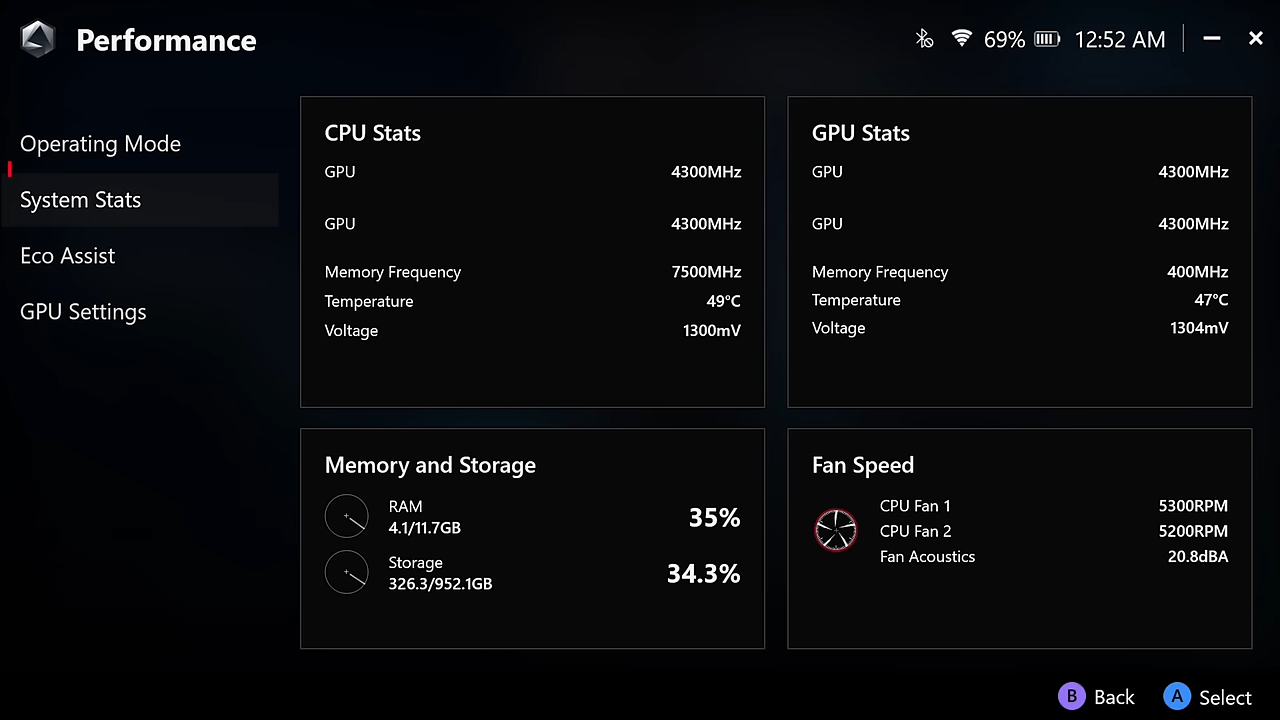 Performance
69% 12:52 AM
Operating Mode
System Stats
Eco Assist
GPU Settings
CPU Stats
GPU 4300MHz
GPU 4300MHz
Memory Frequency 7500MHz
Temperature 49°C
Voltage 1300mV
GPU Stats
GPU 4300MHz
GPU 4300MHz
Memory Frequency 400MHz
Temperature 47°C
Voltage 1304mV
Memory and Storage
RAM
4.1/11.7GB
35%
Storage
326.3/952.1GB
34.3%
Fan Speed
CPU Fan 1 5300RPM
CPU Fan 2 5200RPM
Fan Acoustics 20.8dBA
B Back A Select